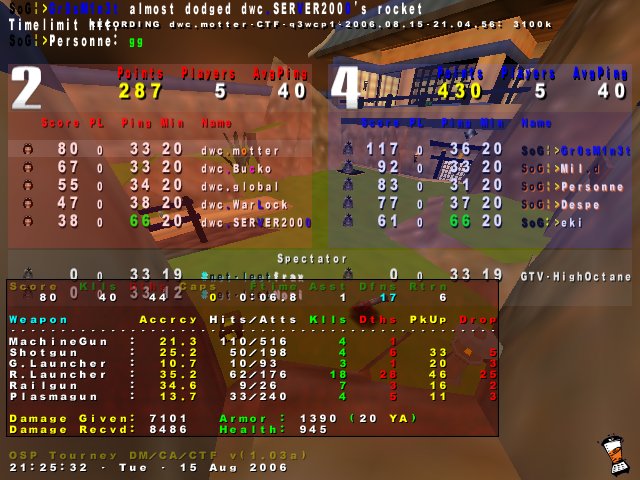 SoG¦>Gr0sM1n3t almost dodged dwc.SERVER2000's rocket
Timelimit hit.
RECORDING dwc.motter-CTF-q3wcp1-2006.08.15-21.04.56: 3100k
SoG¦>Personne: gg
2 Points Players AvgPing
287 5 40
4 Points Players AvgPing
430 5 40
Score PL Ping Min Name
80 0 33 20 dwc.motter
67 0 33 20 dwc.Bucko
55 0 34 20 dwc.global
47 0 38 20 dwc.WarLock
38 0 66 20 dwc.SERVER2000
Score PL Ping Min Name
117 0 36 20 SoG¦>Gr0sM1n3t
92 0 33 20 SoG¦>Mil.d
83 0 31 20 SoG¦>Personne
77 0 37 20 SoG¦>Despe
61 0 66 20 SoG¦>eki
Spectator
0 0 33 19
0 0 33 19 GTV-HighOctane
Score Klls Dths Caps Ftime Asst Dfns Rtrn
80 40 44 0 0:06.8 1 17 6
Weapon Accrcy Hits/Atts Klls Dths PkUp Drop
MachineGun : 21.3 110/516 4 1
Shotgun : 25.2 50/198 4 6 33 5
G.Launcher : 10.7 10/93 3 1 20 3
R.Launcher : 35.2 62/176 18 28 46 25
Railgun : 34.6 9/26 7 3 16 2
Plasmagun : 13.7 33/240 4 5 11 3
Damage Given: 7101 Armor : 1390 (20 YA)
Damage Recvd: 8486 Health: 945
OSP Tourney DM/CA/CTF v(1.03a)
21:25:32 - Tue - 15 Aug 2006